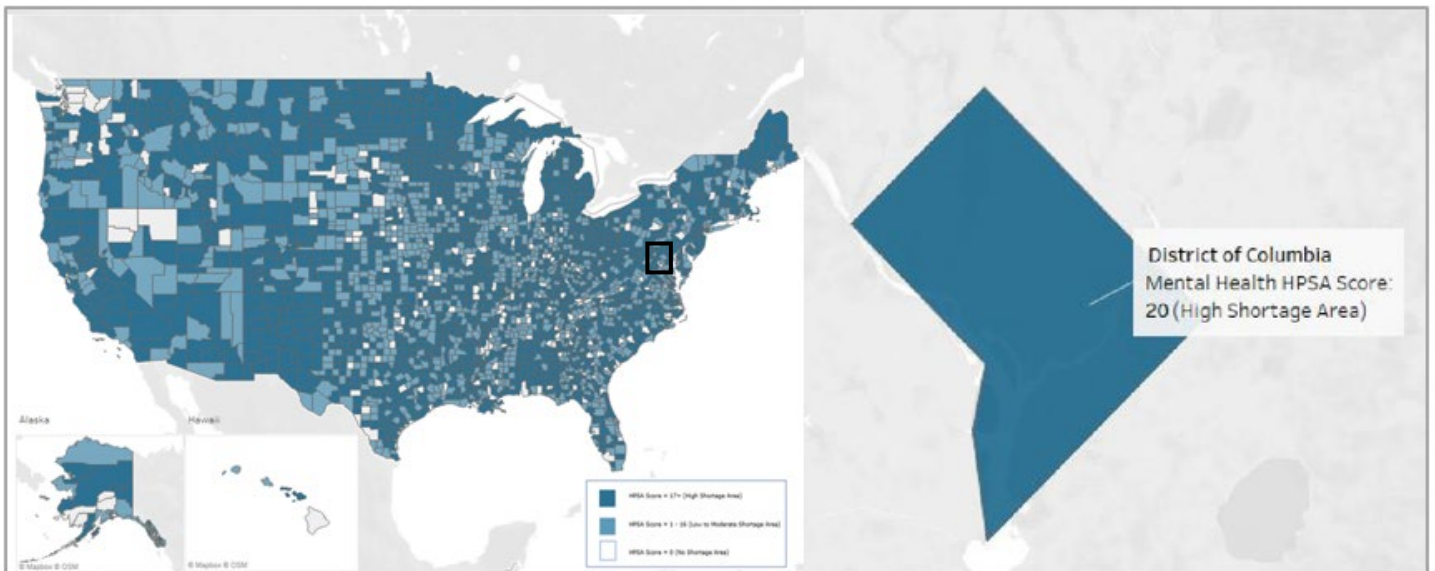 District of Columbia
Mental Health HPSA Score:
20 (High Shortage Area)
Alaska
Hawaii
HPSA Score = 17+ (High Shortage Area)
HPSA Score = 1 - 16 (Low to Moderate Shortage Area)
HPSA Score = 0 (No Shortage Area)
© Mapbox © OSM
© Mapbox © OSM